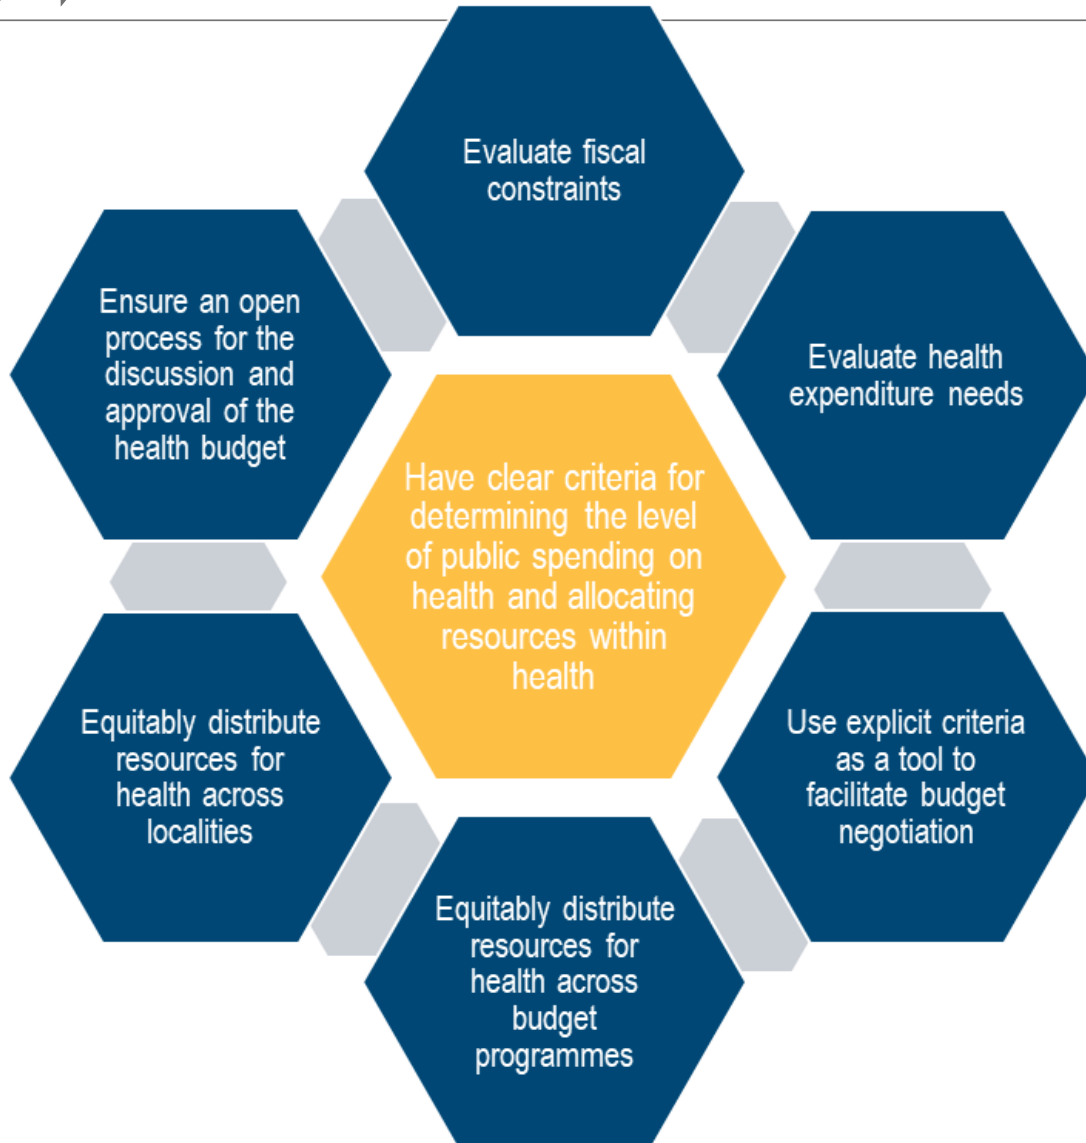 Evaluate fiscal
constraints
Evaluate health
expenditure needs
Use explicit criteria
as a tool to
facilitate budget
negotiation
Equitably distribute
resources for
health across
budget
programmes
Equitably distribute
resources for
health across
localities
Ensure an open
process for the
discussion and
approval of the
health budget
Have clear criteria for
determining the level
of public spending on
health and allocating
resources within
health